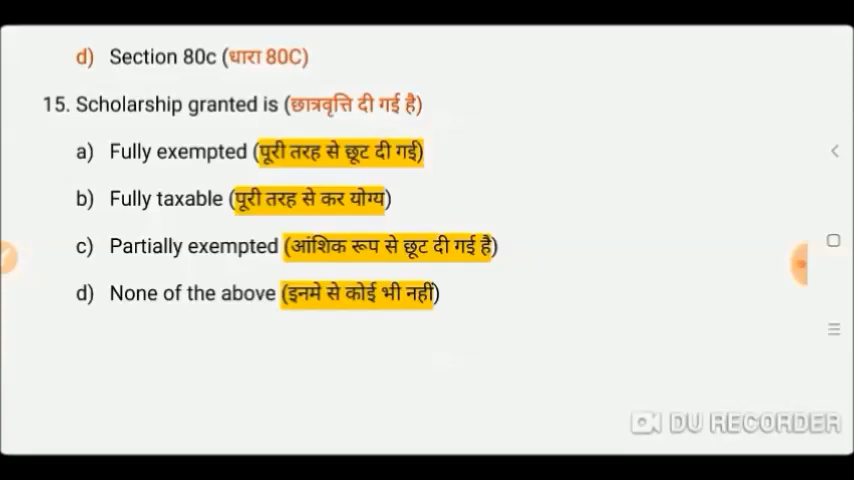 d) Section 80c (धारा 80C)
15. Scholarship granted is (छात्रवृत्ति दी गई है)
a) Fully exempted (पूरी तरह से छूट दी गई)
b) Fully taxable (पूरी तरह से कर योग्य)
c) Partially exempted (आंशिक रूप से छूट दी गई है)
d) None of the above (इनमे से कोई भी नहीं)
DU RECORDER